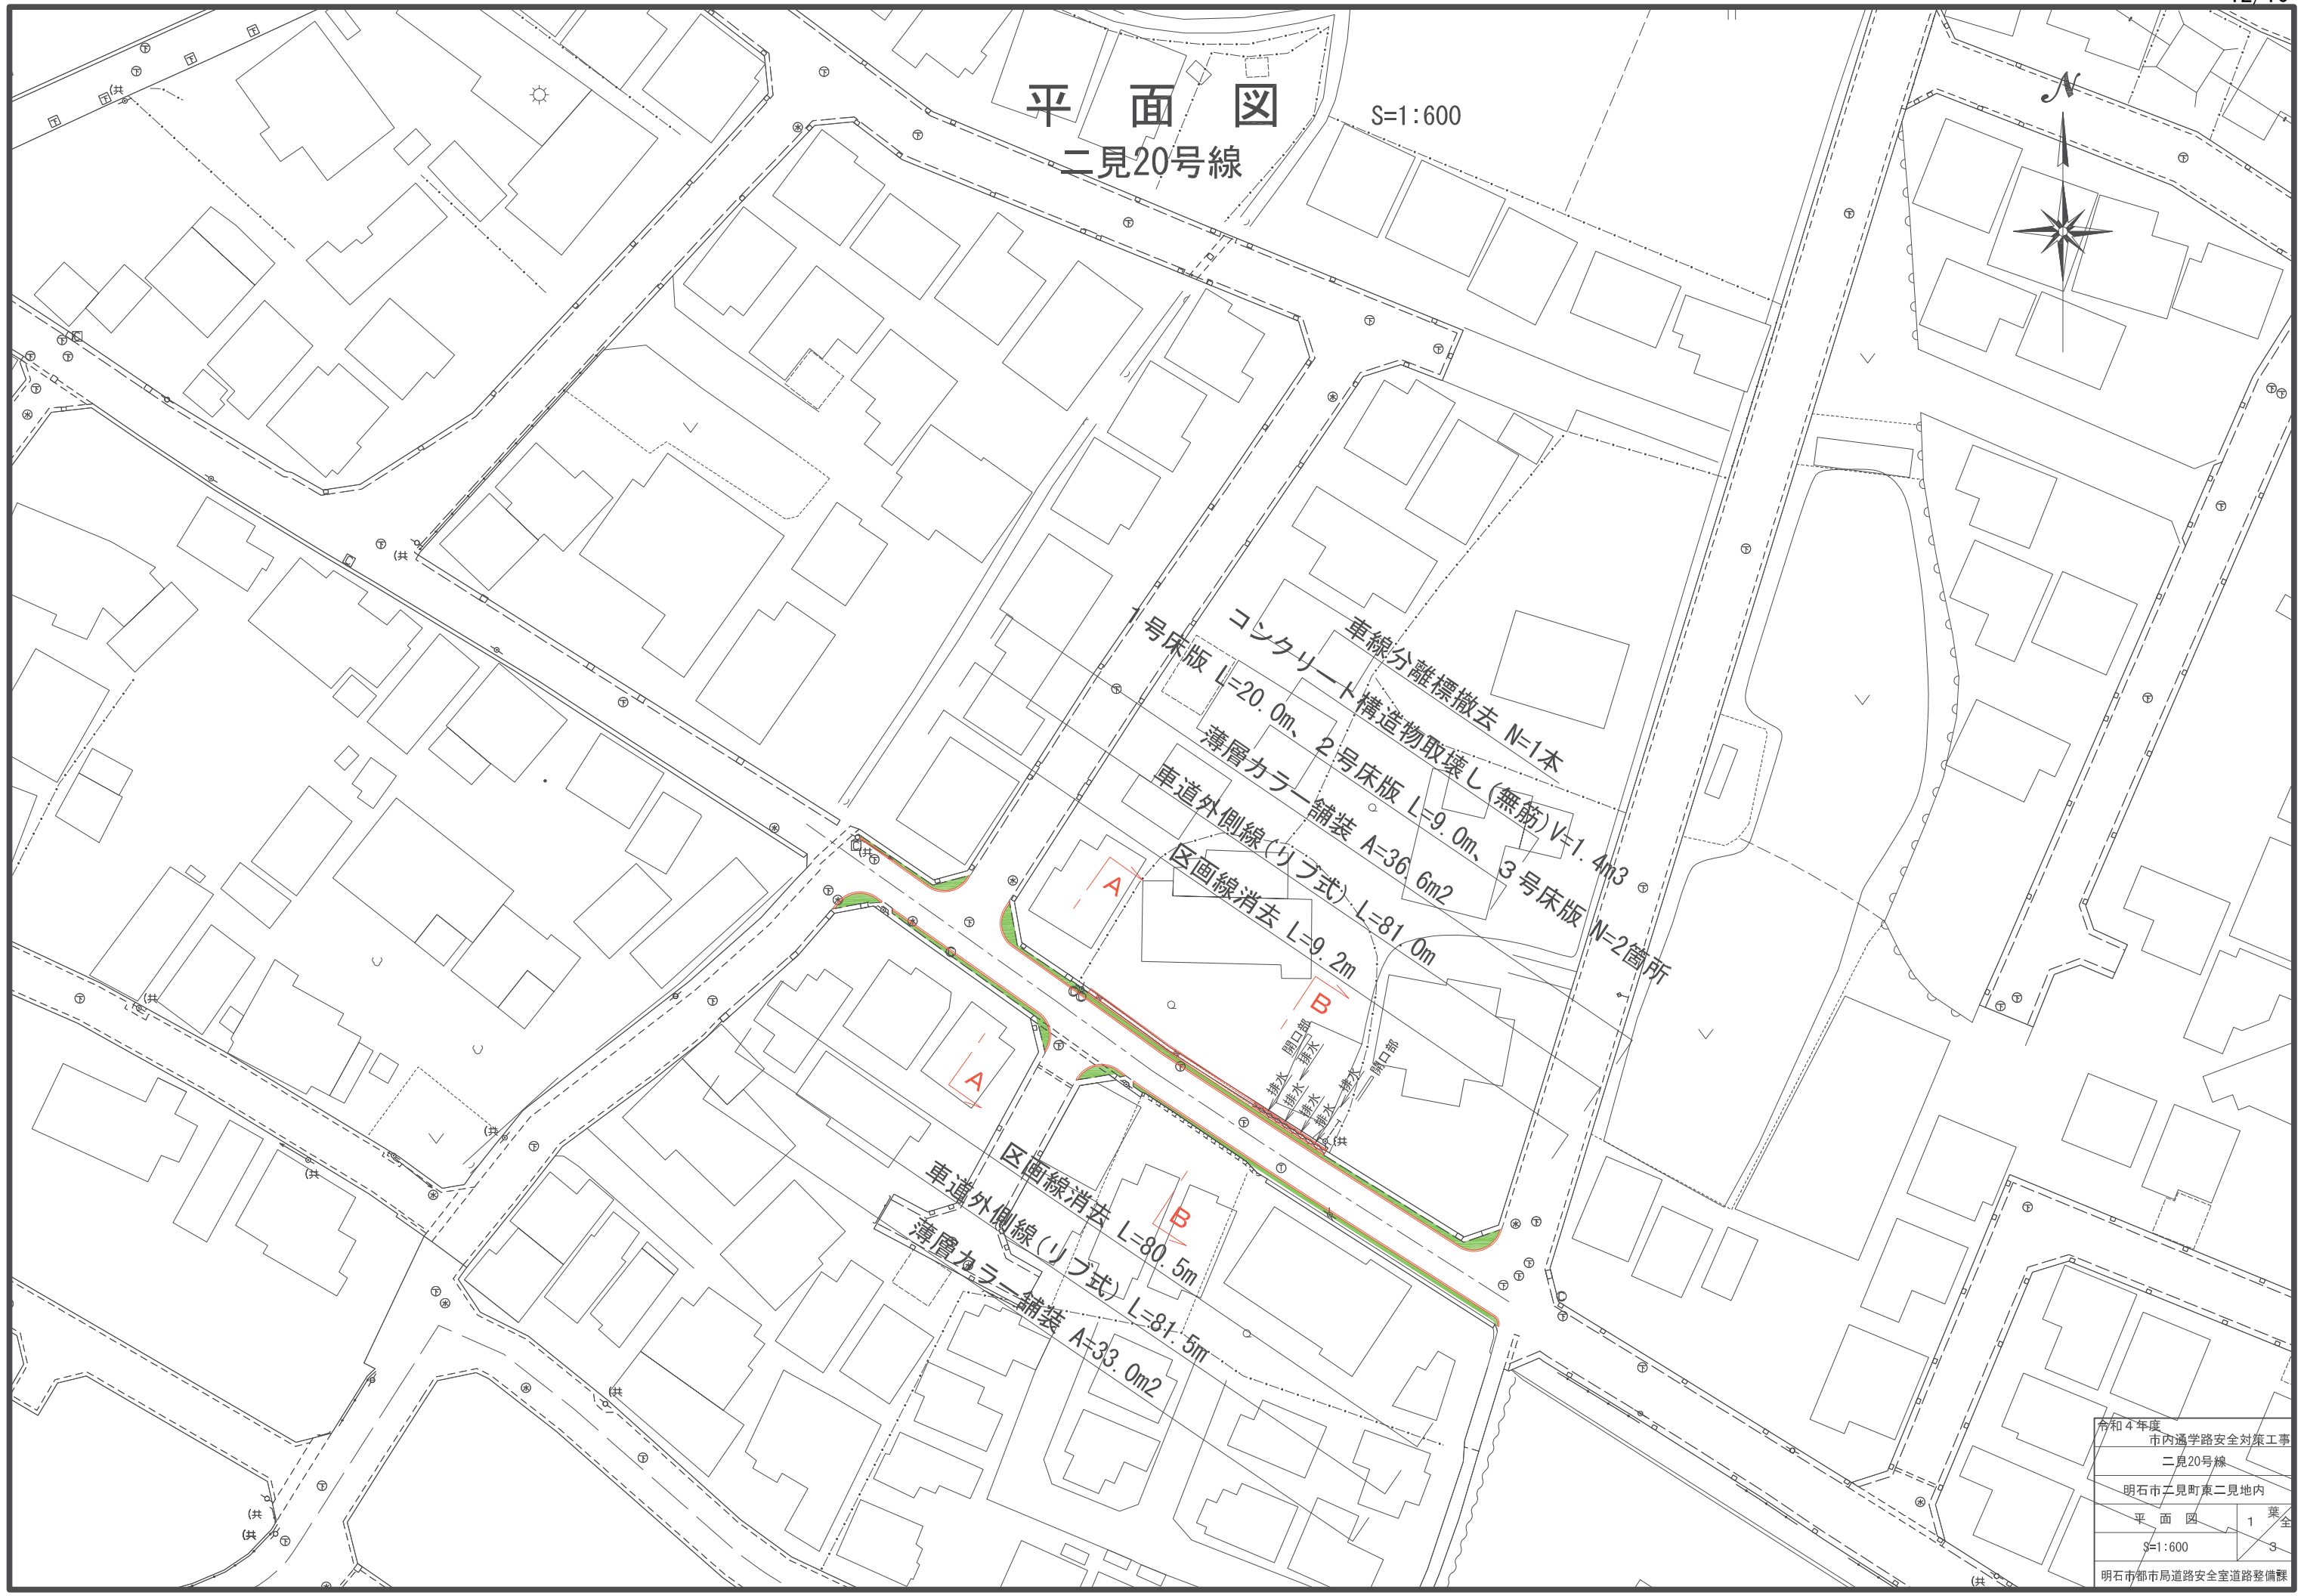 平 面 図
S=1:600
二見20号線
N
車線分離標撤去 N=1本
コンクリート構造物取壊し(無筋)V=1.4m3
1号床版 L=20.0m、2号床版 L=9.0m、3号床版 N=2箇所
薄層カラー舗装 A=36.6m2
車道外側線(リブ式) L=81.0m
区画線消去 L=9.2m
A
B
開口部
排水
排水
排水
排水
排水
排水
開口部
A
B
区画線消去 L=80.5m
車道外側線(リブ式) L=81.5m
薄層カラー舗装 A=33.0m2
令和4年度
市内通学路安全対策工事
二見20号線
明石市二見町東二見地内
平 面 図
1 葉
全 3
S=1:600
明石市都市局道路安全室道路整備課